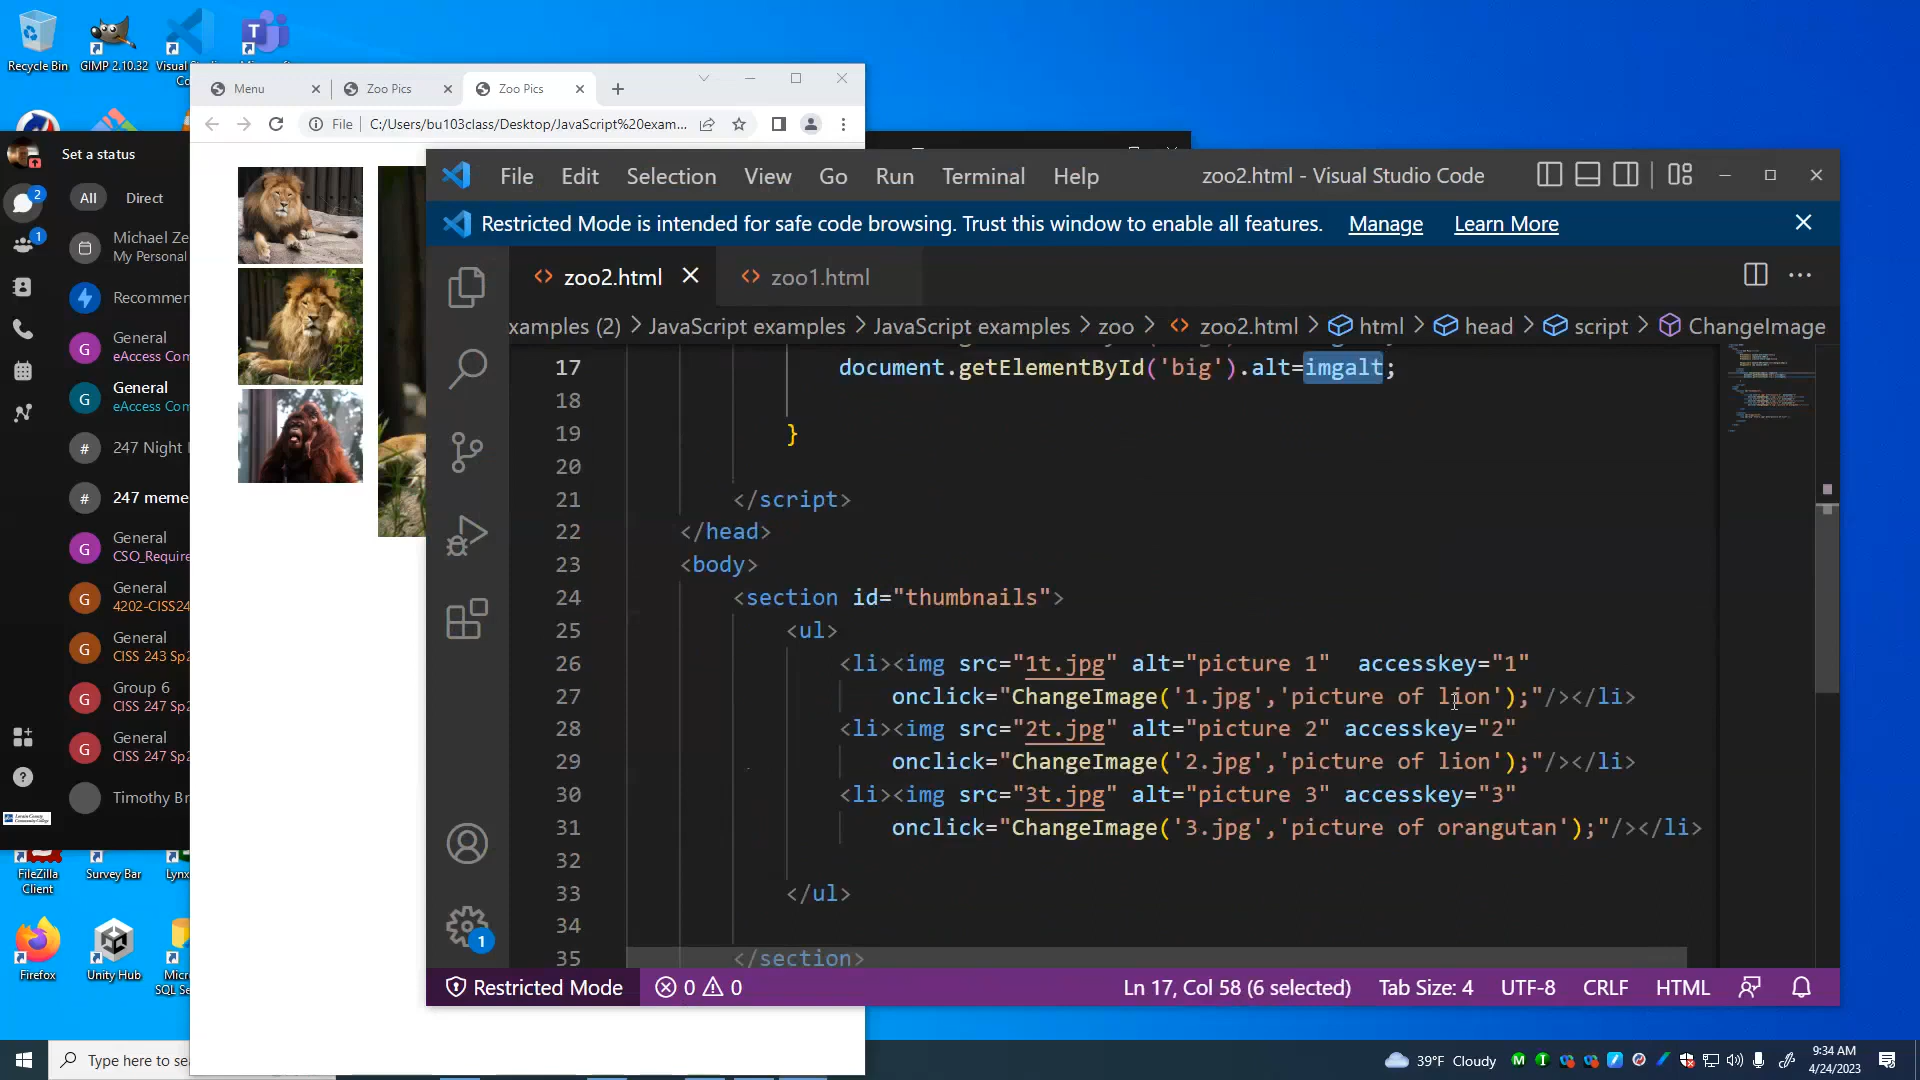 Recycle Bin
GIMP 2.10.32
Menu
Zoo Pics
Zoo Pics
File
C:/Users/bu103class/Desktop/JavaScript%20exam...
Set a status
All
Direct
Michael Ze
My Personal
Recommer
General
eAccess Con
General
eAccess Con
247 Night
247 meme
General
CSO_Require
General
4202-CISS24
General
CISS 243 Sp2
Group 6
CISS 247 Sp2
General
CISS 247 Sp2
Timothy Br
File Edit Selection View Go Run Terminal Help
zoo2.html - Visual Studio Code
Restricted Mode is intended for safe code browsing. Trust this window to enable all features. Manage Learn More
zoo2.html
zoo1.html
xamples (2) > JavaScript examples > JavaScript examples > zoo > zoo2.html > html > head > script > ChangeImage
17 document.getElementById('big').alt=imgalt;
18
19 }
20
21 </script>
22 </head>
23 <body>
24 <section id="thumbnails">
25 <ul>
26 <li><img src="1t.jpg" alt="picture 1"  accesskey="1"
27 onclick="ChangeImage('1.jpg','picture of lion');"/></li>
28 <li><img src="2t.jpg" alt="picture 2" accesskey="2"
29 onclick="ChangeImage('2.jpg','picture of lion');"/></li>
30 <li><img src="3t.jpg" alt="picture 3" accesskey="3"
31 onclick="ChangeImage('3.jpg','picture of orangutan');"/></li>
32
33 </ul>
34
35 </section>
Restricted Mode 0 0
Ln 17, Col 58 (6 selected) Tab Size: 4 UTF-8 CRLF HTML
FileZilla
Client
Survey Bar
Lynx
Firefox
Unity Hub
Micr
SQL Se
Type here to se
39°F Cloudy
9:34 AM
4/24/2023